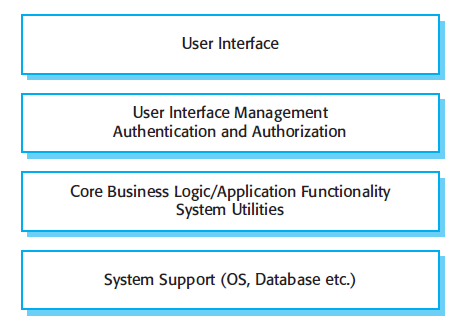 User Interface
User Interface Management
Authentication and Authorization
Core Business Logic/Application Functionality
System Utilities
System Support (OS, Database etc.)